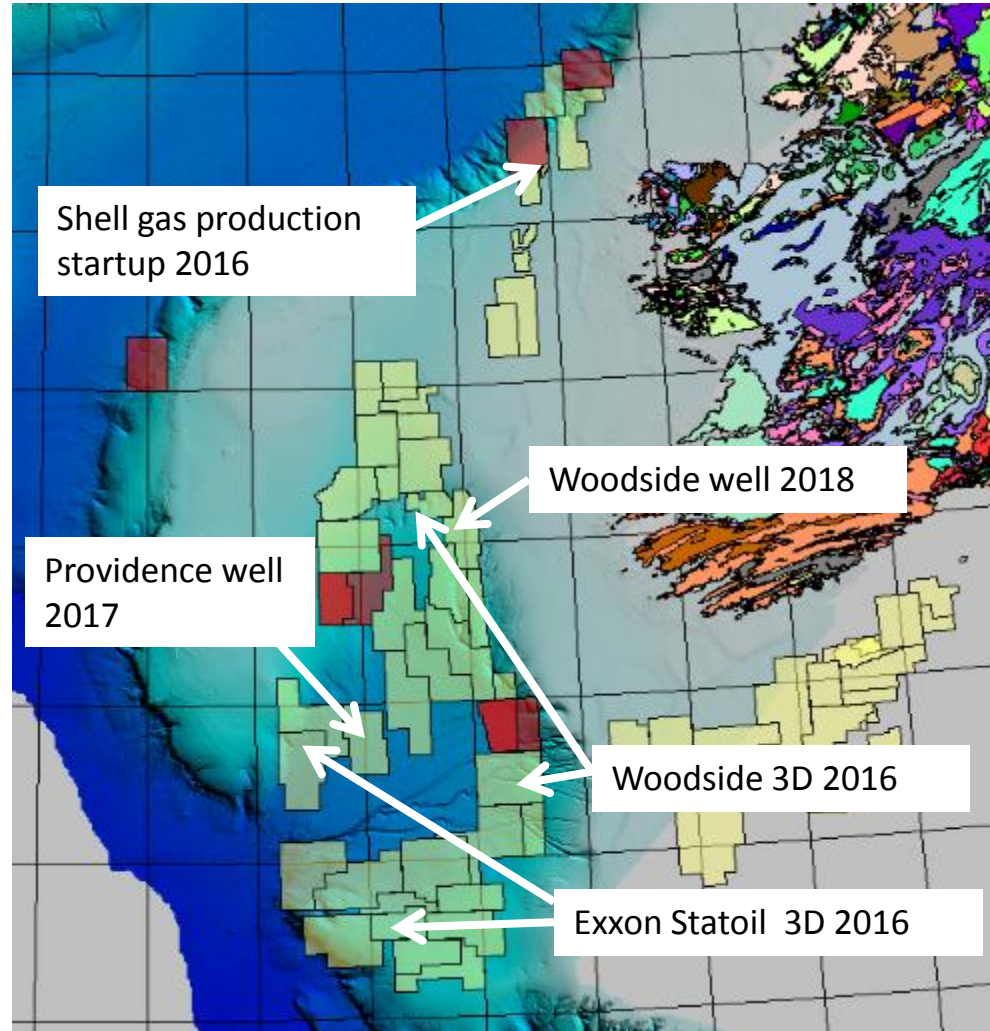 Shell gas production
startup 2016
Woodside well 2018
Providence well
2017
Woodside 3D 2016
Exxon Statoil  3D 2016